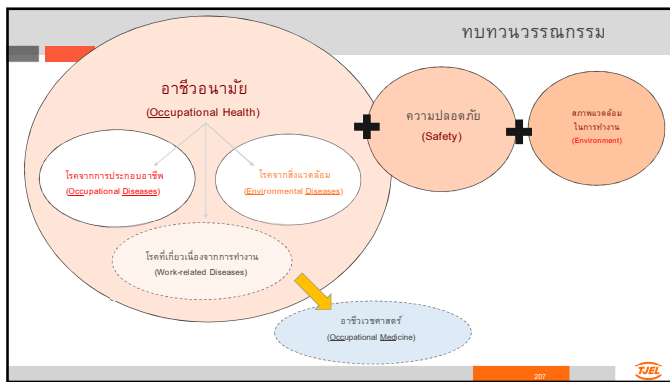 ทบทวนวรรณกรรม
อาชีวอนามัย
(Occupational Health)
ความปลอดภัย
(Safety)
สภาพแวดล้อม
ในการทำงาน
(Environment)
โรคจากการประกอบอาชีพ
(Occupational Diseases)
โรคจากสิ่งแวดล้อม
(Environmental Diseases)
โรคที่เกี่ยวเนื่องจากการทำงาน
(Work-related Diseases)
อาชีวเวชศาสตร์
(Occupational Medicine)
207
TJEL